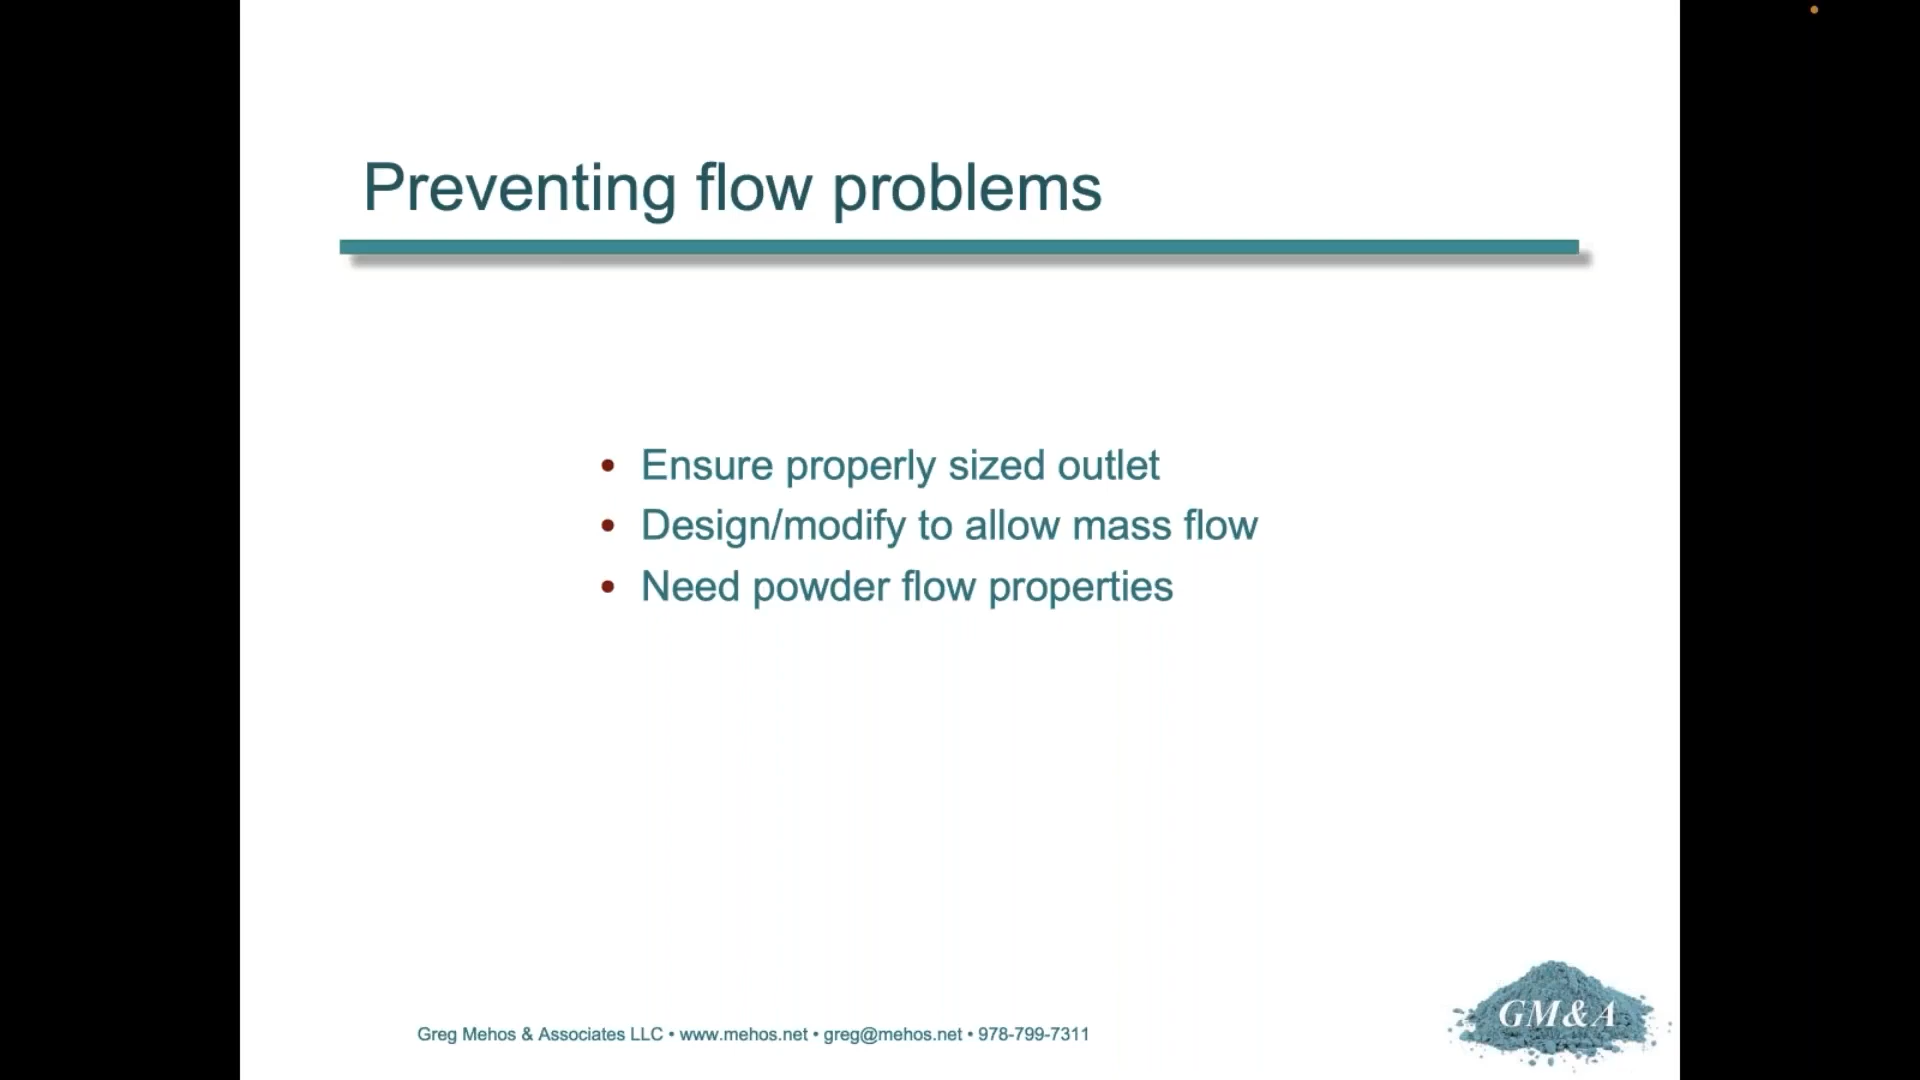 Preventing flow problems
• Ensure properly sized outlet
• Design/modify to allow mass flow
• Need powder flow properties
Greg Mehos & Associates LLC • www.mehos.net • greg@mehos.net • 978-799-7311
GM&A